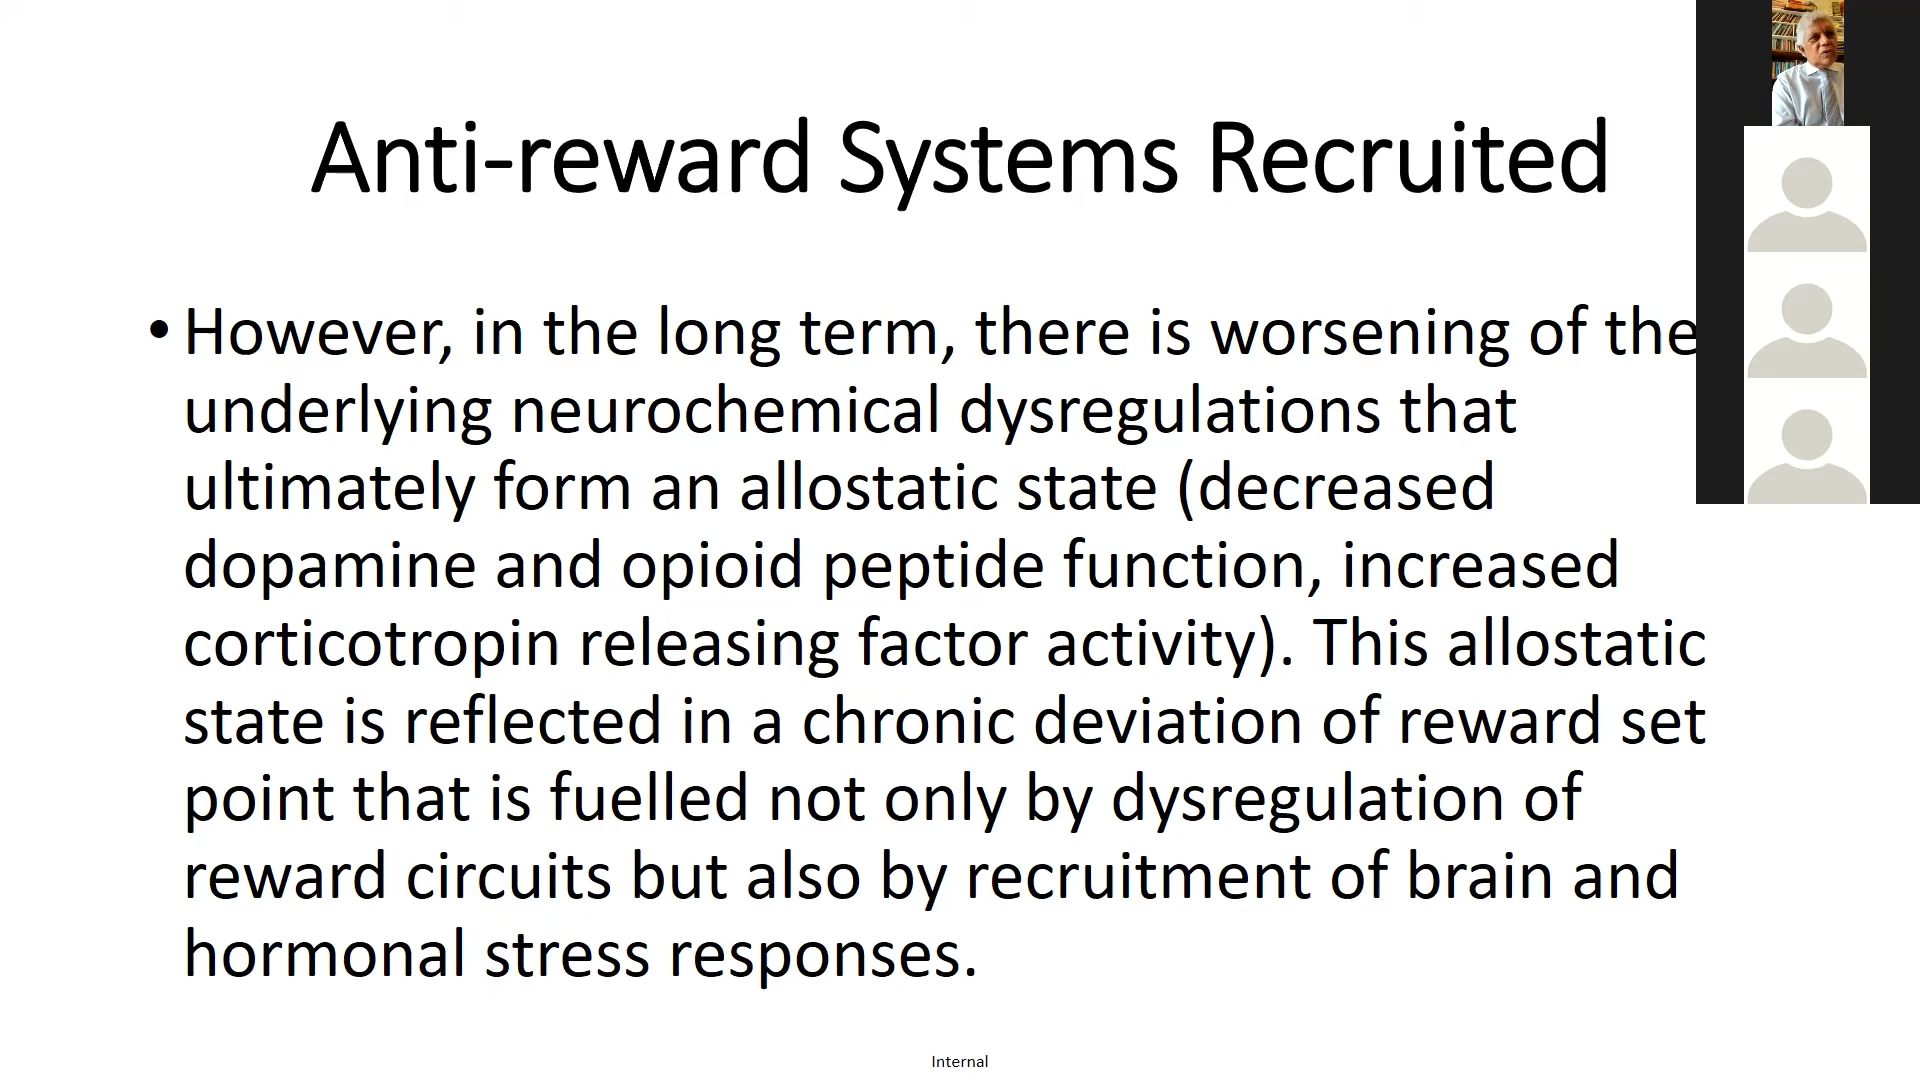 Anti-reward Systems Recruited
• However, in the long term, there is worsening of the
underlying neurochemical dysregulations that
ultimately form an allostatic state (decreased
dopamine and opioid peptide function, increased
corticotropin releasing factor activity). This allostatic
state is reflected in a chronic deviation of reward set
point that is fuelled not only by dysregulation of
reward circuits but also by recruitment of brain and
hormonal stress responses.
Internal